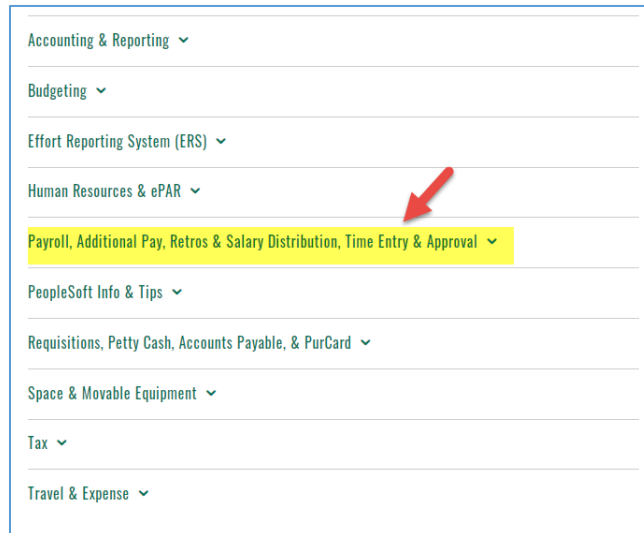 Accounting & Reporting
Budgeting
Effort Reporting System (ERS)
Human Resources & ePAR
Payroll, Additional Pay, Retros & Salary Distribution, Time Entry & Approval
PeopleSoft Info & Tips
Requisitions, Petty Cash, Accounts Payable, & PurCard
Space & Movable Equipment
Tax
Travel & Expense